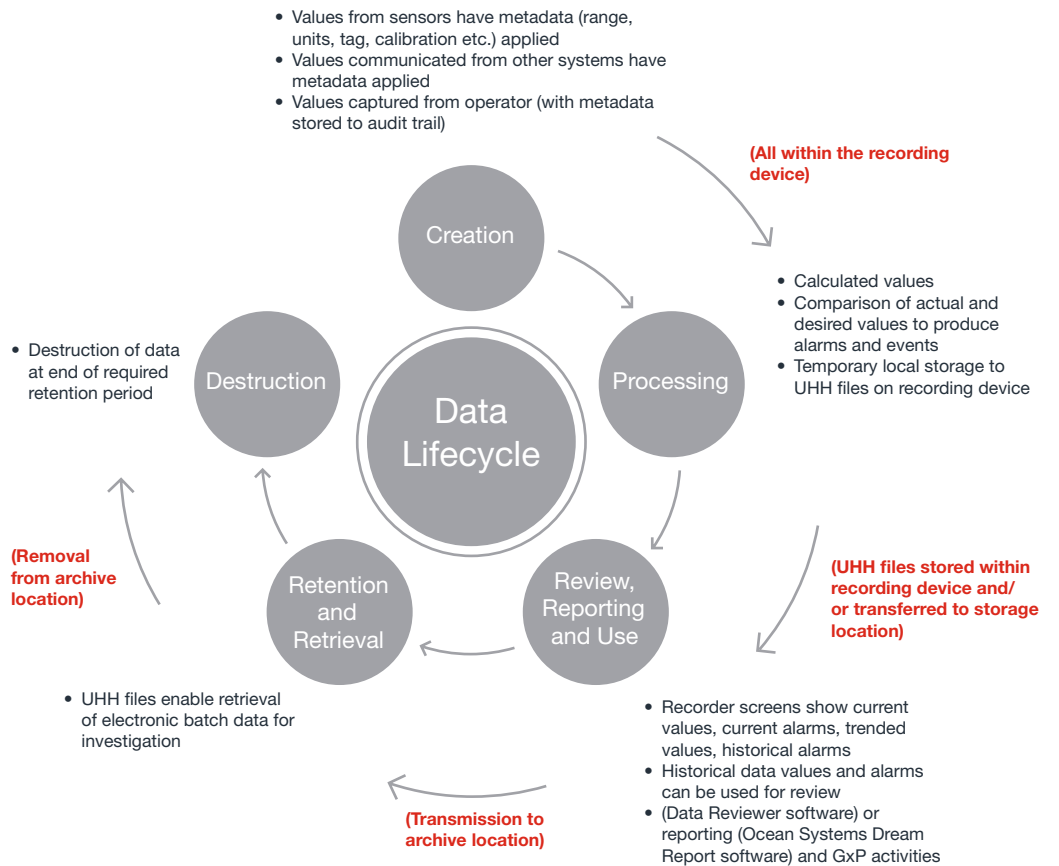 • Values from sensors have metadata (range,
units, tag, calibration etc.) applied
• Values communicated from other systems have
metadata applied
• Values captured from operator (with metadata
stored to audit trail)
(All within the recording
device)
Creation
• Calculated values
• Comparison of actual and
desired values to produce
alarms and events
• Temporary local storage to
UHH files on recording device
Processing
(UHH files stored within
recording device and/
or transferred to storage
location)
Review,
Reporting
and Use
• Recorder screens show current
values, current alarms, trended
values, historical alarms
• Historical data values and alarms
can be used for review
• (Data Reviewer software) or
reporting (Ocean Systems Dream
Report software) and GxP activities
(Transmission to
archive location)
Retention
and
Retrieval
• UHH files enable retrieval
of electronic batch data for
investigation
(Removal
from archive
location)
Destruction
• Destruction of data
at end of required
retention period
Data
Lifecycle